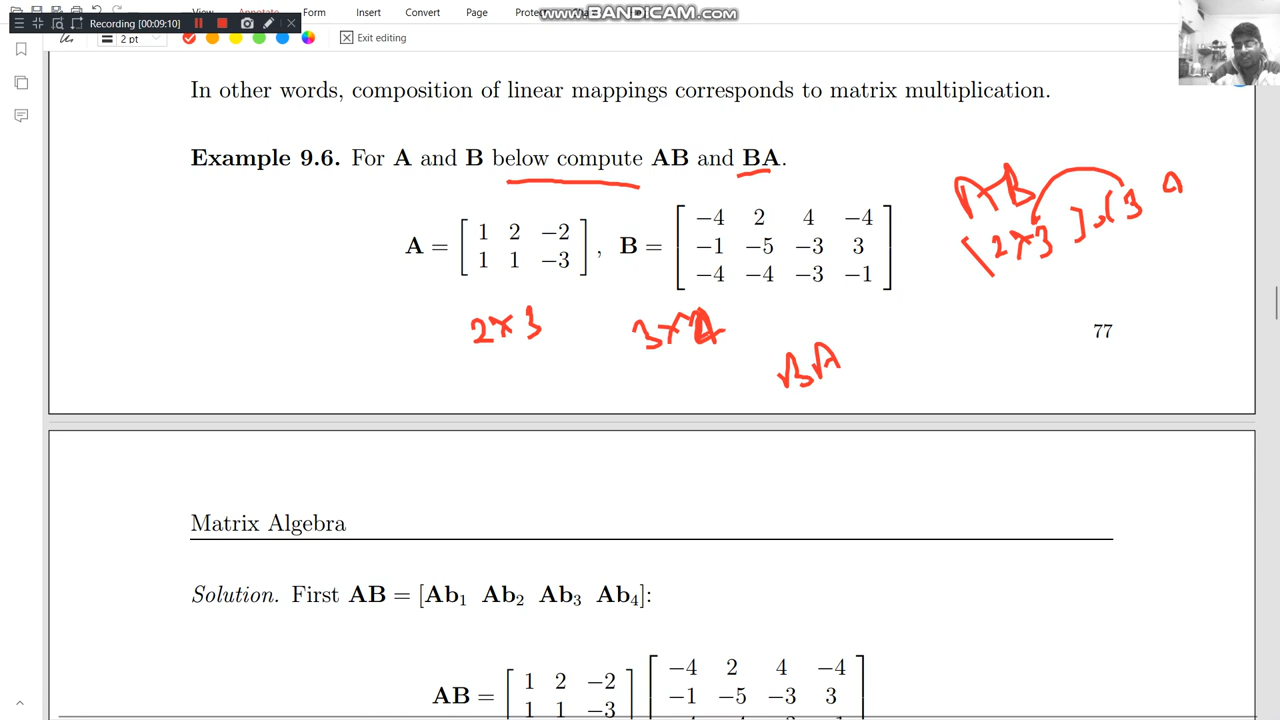 www.BANDICAM.com
Recording [00:09:10]
View Annotate Form Insert Convert Page
2 pt Exit editing
In other words, composition of linear mappings corresponds to matrix multiplication.
Example 9.6. For A and B below compute AB and BA.
A = [ 1 2 −2
1 1 −3 ] , B = [ −4 2 4 −4
−1 −5 −3 3
−4 −4 −3 −1 ]
AB
[2×3] , (3 4
2×3 3×4
BA
77
Matrix Algebra
Solution. First AB = [Ab₁ Ab₂ Ab₃ Ab₄]:
AB = [ 1 2 −2
1 1 −3 ] [ −4 2 4 −4
−1 −5 −3 3